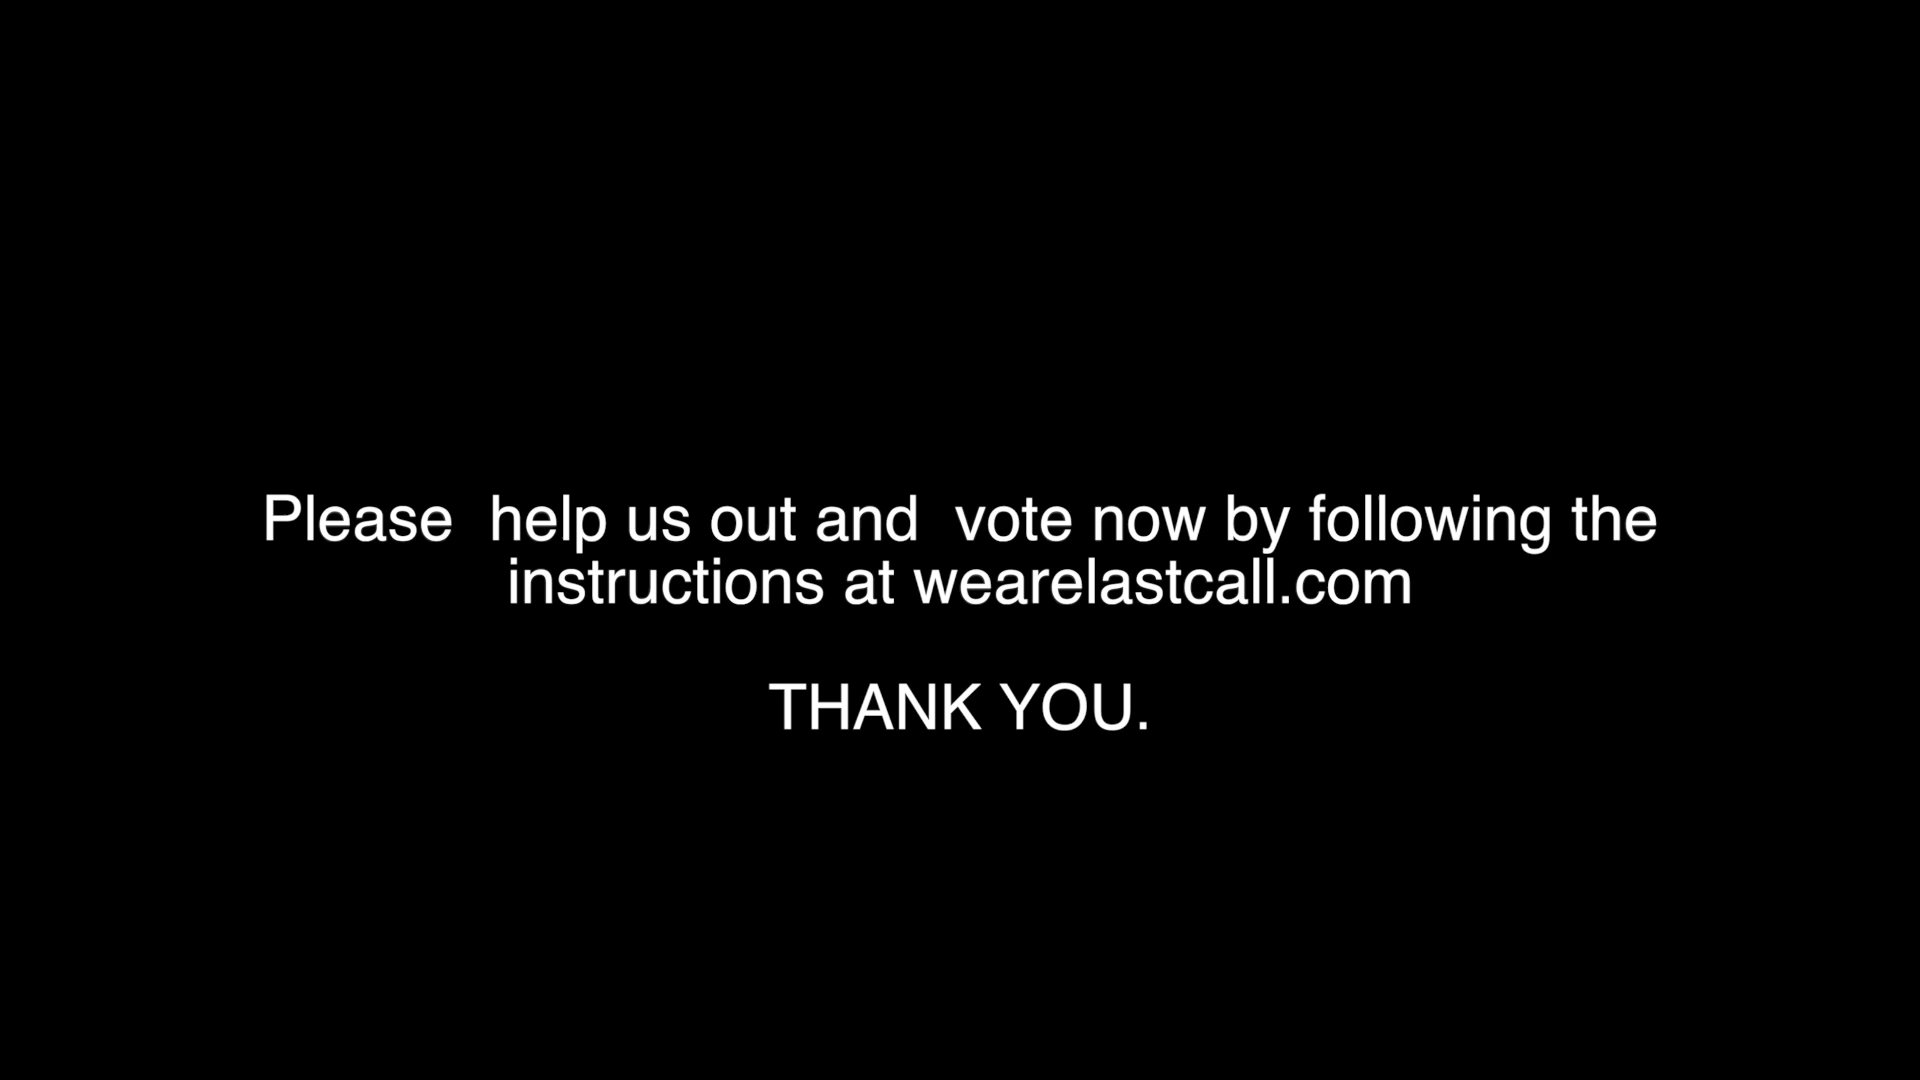 Please  help us out and  vote now by following the
instructions at wearelastcall.com
THANK YOU.